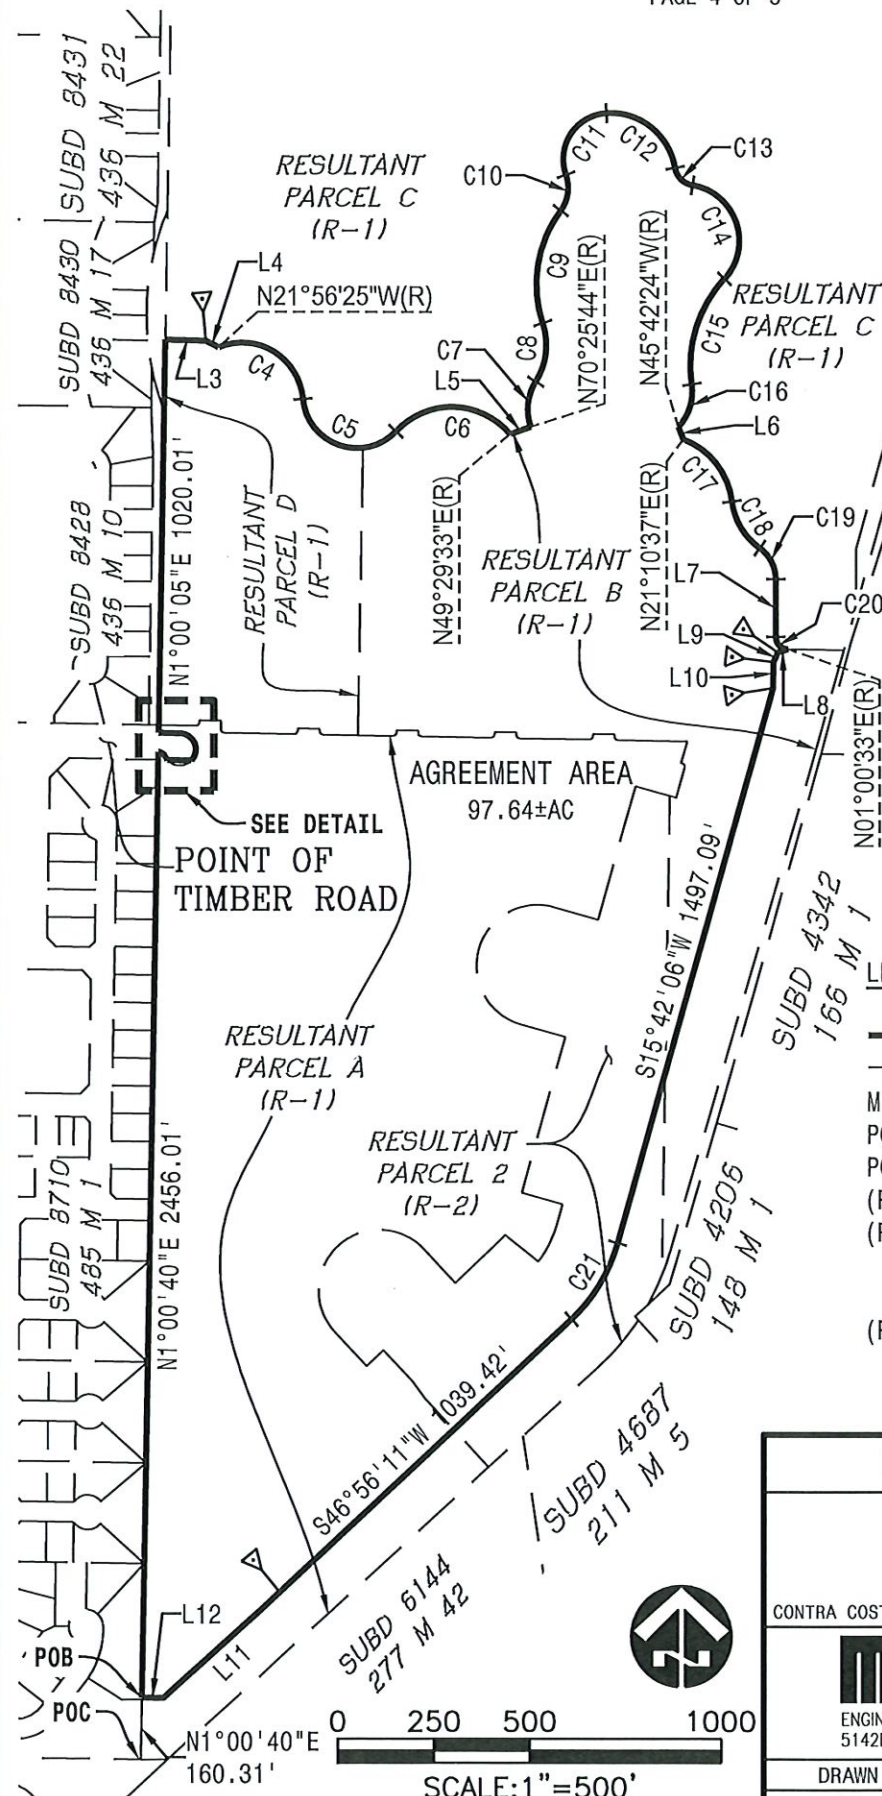 PAGE 4 OF 5
SUBD 8431
436 M 22
SUBD 8430
436 M 17
RESULTANT
PARCEL C
(R-1)
C10
C11
C12
C13
C14
L4
N21°56'25"W(R)
L3
C4
C5
C6
C7
L5
C8
C9
N70°25'44"E(R)
N45°42'24"W(R)
RESULTANT
PARCEL C
(R-1)
C15
C16
L6
C17
C18
C19
N1°00'05"E 1020.01'
RESULTANT
PARCEL D
(R-1)
N49°29'33"E(R)
RESULTANT
PARCEL B
(R-1)
N21°10'37"E(R)
SUBD 8428
436 M 10
L7
C20
L9
L10
L8
N01°00'33"E(R)
AGREEMENT AREA
97.64±AC
SEE DETAIL
POINT OF
TIMBER ROAD
S15°42'06"W 1497.09'
SUBD 4342
166 M 1
RESULTANT
PARCEL A
(R-1)
RESULTANT
PARCEL 2
(R-2)
SUBD 8710
485 M 1
N1°00'40"E 2456.01'
SUBD 4206
148 M 1
C21
S46°56'11"W 1039.42'
SUBD 4687
211 M 5
SUBD 6144
277 M 42
L12
L11
POB
POC
N1°00'40"E
160.31'
0 250 500 1000
SCALE:1"=500'
CONTRA COS
ENGIN
5142
DRAWN